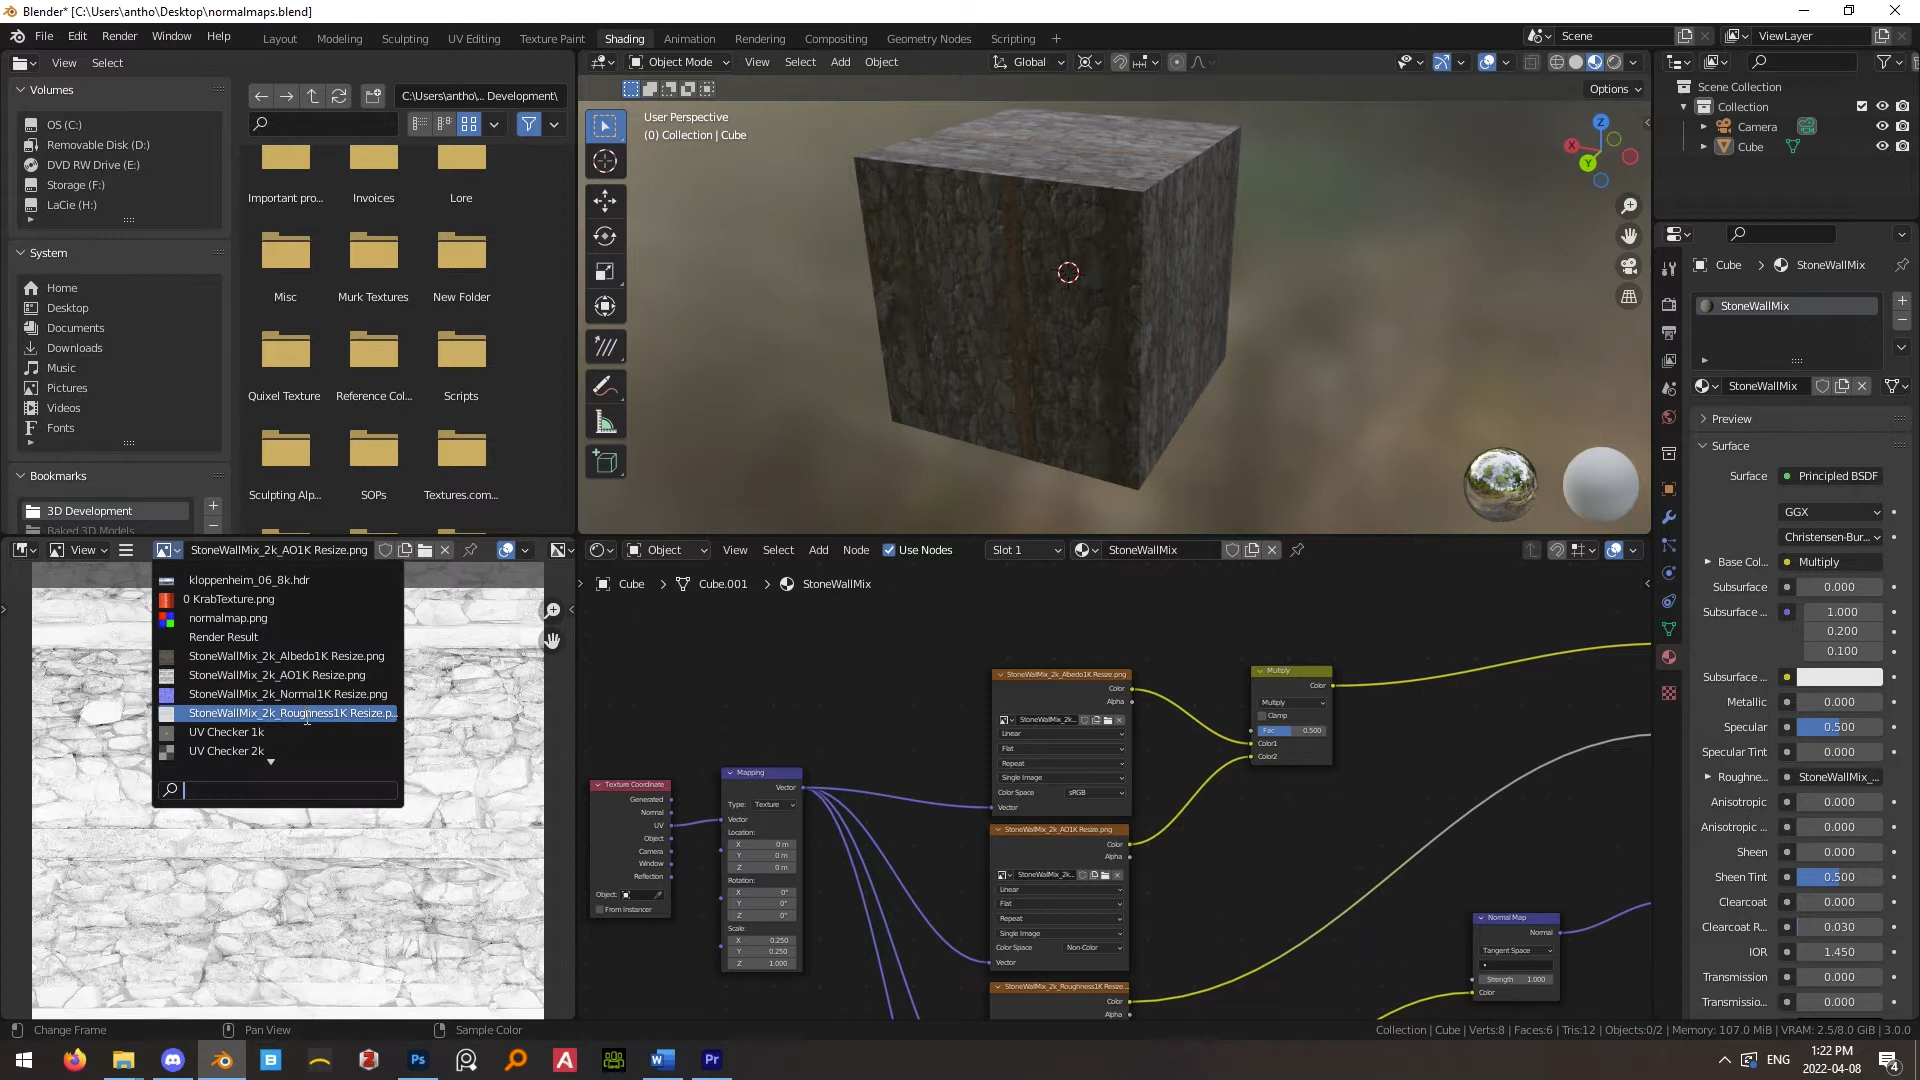 Blender* [C:\Users\antho\Desktop\normalmaps.blend]
File Edit Render Window Help
Layout Modeling Sculpting UV Editing Texture Paint Shading Animation Rendering Compositing Geometry Nodes Scripting +
Scene
ViewLayer
View Select
Volumes
OS (C:)
Removable Disk (D:)
DVD RW Drive (E:)
Storage (F:)
LaCie (H:)
System
Home
Desktop
Documents
Downloads
Music
Pictures
Videos
Fonts
Bookmarks
3D Development
Baked 3D Models
C:\Users\antho\.. Development\
Important pro...
Invoices
Lore
Misc
Murk Textures
New Folder
Quixel Texture
Reference Col...
Scripts
Sculpting Alp...
SOPs
Textures.com...
Object Mode View Select Add Object
Global
Options
User Perspective
(0) Collection | Cube
Z
X
Y
Scene Collection
Collection
Camera
Cube
Cube > StoneWallMix
StoneWallMix
StoneWallMix
Preview
Surface
Surface Principled BSDF
GGX
Christensen-Bur...
Base Col... Multiply
Subsurface 0.000
Subsurface ... 1.000
0.200
0.100
Subsurface ...
Metallic 0.000
Specular 0.500
Specular Tint 0.000
Roughne... StoneWallMix_...
Anisotropic 0.000
Anisotropic ... 0.000
Sheen 0.000
Sheen Tint 0.500
Clearcoat 0.000
Clearcoat R... 0.030
IOR 1.450
Transmission 0.000
Transmissio... 0.000
View
StoneWallMix_2k_AO1K Resize.png
kloppenheim_06_8k.hdr
0 KrabTexture.png
normalmap.png
Render Result
StoneWallMix_2k_Albedo1K Resize.png
StoneWallMix_2k_AO1K Resize.png
StoneWallMix_2k_Normal1K Resize.png
StoneWallMix_2k_Roughness1K Resize.p...
UV Checker 1k
UV Checker 2k
Object View Select Add Node Use Nodes Slot 1 StoneWallMix
Cube > Cube.001 > StoneWallMix
Texture Coordinate
Generated
Normal
UV
Object
Camera
Window
Reflection
Object:
From Instancer
Mapping
Vector
Type: Texture
Vector
Location:
X 0 m
Y 0 m
Z 0 m
Rotation:
X 0°
Y 0°
Z 0°
Scale:
X 0.250
Y 0.250
Z 1.000
StoneWallMix_2k_Albedo1K Resize.png
Color
Alpha
StoneWallMix_2k...
Linear
Flat
Repeat
Single Image
Color Space sRGB
Vector
StoneWallMix_2k_AO1K Resize.png
Color
Alpha
StoneWallMix_2k...
Linear
Flat
Repeat
Single Image
Color Space Non-Color
Vector
StoneWallMix_2k_Roughness1K Resize...
Color
Alpha
Multiply
Color
Multiply
Clamp
Fac 0.500
Color1
Color2
Normal Map
Normal
Tangent Space
Strength 1.000
Color
Change Frame Pan View Sample Color
Collection | Cube | Verts:8 | Faces:6 | Tris:12 | Objects:0/2 | Memory: 107.0 MiB | VRAM: 2.5/8.0 GiB | 3.0.0
B
Z
Ps
A
W
Pr
ENG
1:22 PM
2022-04-08
4